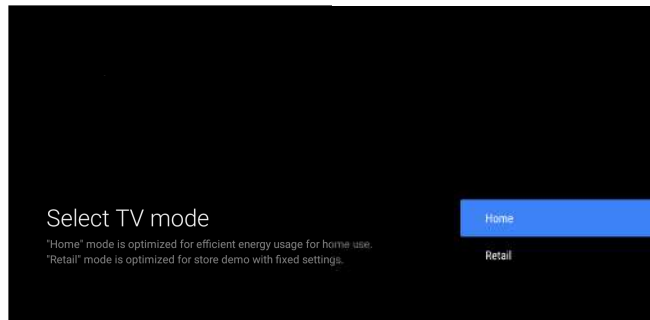 Select TV mode
"Home" mode is optimized for efficient energy usage for home use.
"Retail" mode is optimized for store demo with fixed settings.
Home
Retail